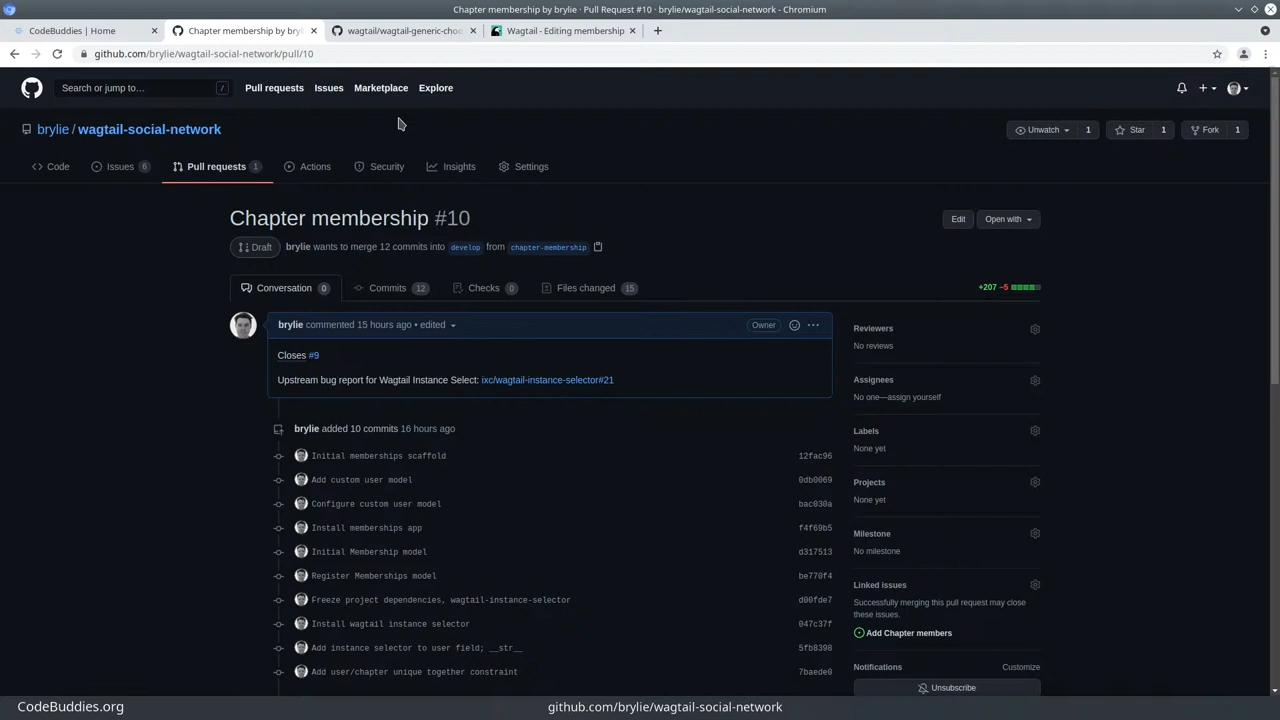 Chapter membership by brylie · Pull Request #10 · brylie/wagtail-social-network - Chromium
CodeBuddies | Home
Chapter membership by bryl
wagtail/wagtail-generic-choo
Wagtail - Editing membership
github.com/brylie/wagtail-social-network/pull/10
Search or jump to…
/
Pull requests
Issues
Marketplace
Explore
brylie / wagtail-social-network
Unwatch 1
Star 1
Fork 1
Code
Issues 6
Pull requests 1
Actions
Security
Insights
Settings
Chapter membership #10
Edit
Open with
Draft
brylie wants to merge 12 commits into develop from chapter-membership
Conversation 0
Commits 12
Checks 0
Files changed 15
+207 −5
brylie commented 15 hours ago • edited
Owner
Closes #9
Upstream bug report for Wagtail Instance Select: ixc/wagtail-instance-selector#21
brylie added 10 commits 16 hours ago
Initial memberships scaffold 12fac96
Add custom user model 0db0069
Configure custom user model bac030a
Install memberships app f4f69b5
Initial Membership model d317513
Register Memberships model be770f4
Freeze project dependencies, wagtail-instance-selector d00fde7
Install wagtail instance selector 047c37f
Add instance selector to user field; __str__ 5fb8398
Add user/chapter unique together constraint 7baede0
Reviewers
No reviews
Assignees
No one—assign yourself
Labels
None yet
Projects
None yet
Milestone
No milestone
Linked issues
Successfully merging this pull request may close
these issues.
Add Chapter members
Notifications
Customize
Unsubscribe
CodeBuddies.org
github.com/brylie/wagtail-social-network